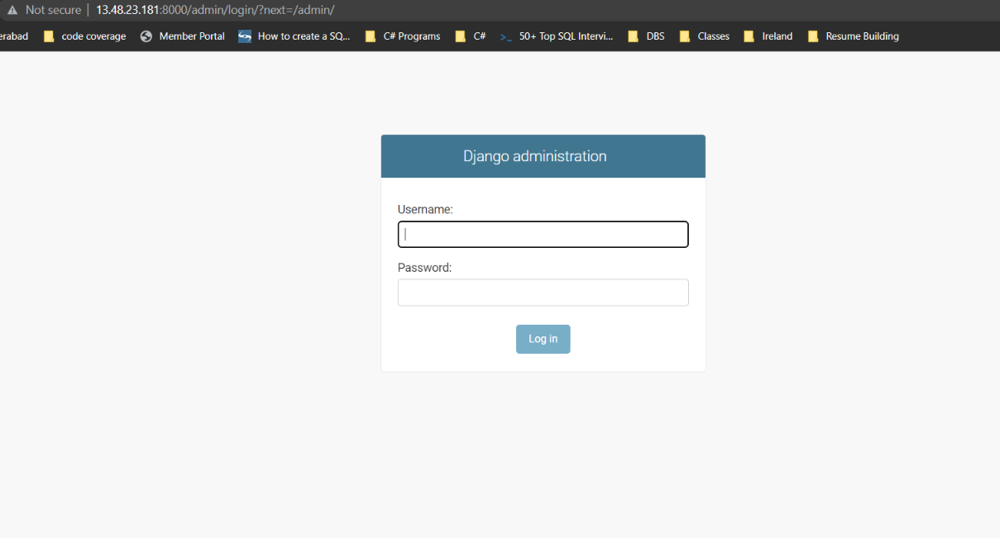 Not secure | 13.48.23.181:8000/admin/login/?next=/admin/
erabad code coverage Member Portal How to create a SQ... C# Programs C# >_ 50+ Top SQL Intervi... DBS Classes Ireland Resume Building
Django administration
Username:
Password:
Log in